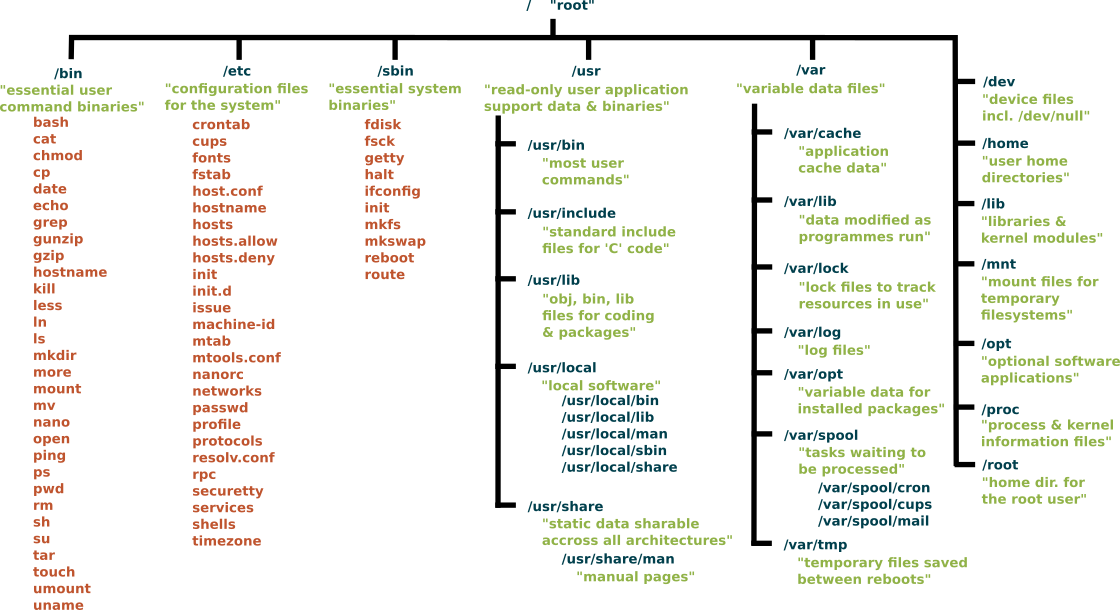 / "root"
/bin
"essential user
command binaries"
bash
cat
chmod
cp
date
echo
grep
gunzip
gzip
hostname
kill
less
ln
ls
mkdir
more
mount
mv
nano
open
ping
ps
pwd
rm
sh
su
tar
touch
umount
uname
/etc
"configuration files
for the system"
crontab
cups
fonts
fstab
host.conf
hostname
hosts
hosts.allow
hosts.deny
init
init.d
issue
machine-id
mtab
mtools.conf
nanorc
networks
passwd
profile
protocols
resolv.conf
rpc
securetty
services
shells
timezone
/sbin
"essential system
binaries"
fdisk
fsck
getty
halt
ifconfig
init
mkfs
mkswap
reboot
route
/usr
"read-only user application
support data & binaries"
/usr/bin
"most user
commands"
/usr/include
"standard include
files for 'C' code"
/usr/lib
"obj, bin, lib
files for coding
& packages"
/usr/local
"local software"
/usr/local/bin
/usr/local/lib
/usr/local/man
/usr/local/sbin
/usr/local/share
/usr/share
"static data sharable
accross all architectures"
/usr/share/man
"manual pages"
/var
"variable data files"
/var/cache
"application
cache data"
/var/lib
"data modified as
programmes run"
/var/lock
"lock files to track
resources in use"
/var/log
"log files"
/var/opt
"variable data for
installed packages"
/var/spool
"tasks waiting to
be processed"
/var/spool/cron
/var/spool/cups
/var/spool/mail
/var/tmp
"temporary files saved
between reboots"
/dev
"device files
incl. /dev/null"
/home
"user home
directories"
/lib
"libraries &
kernel modules"
/mnt
"mount files for
temporary
filesystems"
/opt
"optional software
applications"
/proc
"process & kernel
information files"
/root
"home dir. for
the root user"